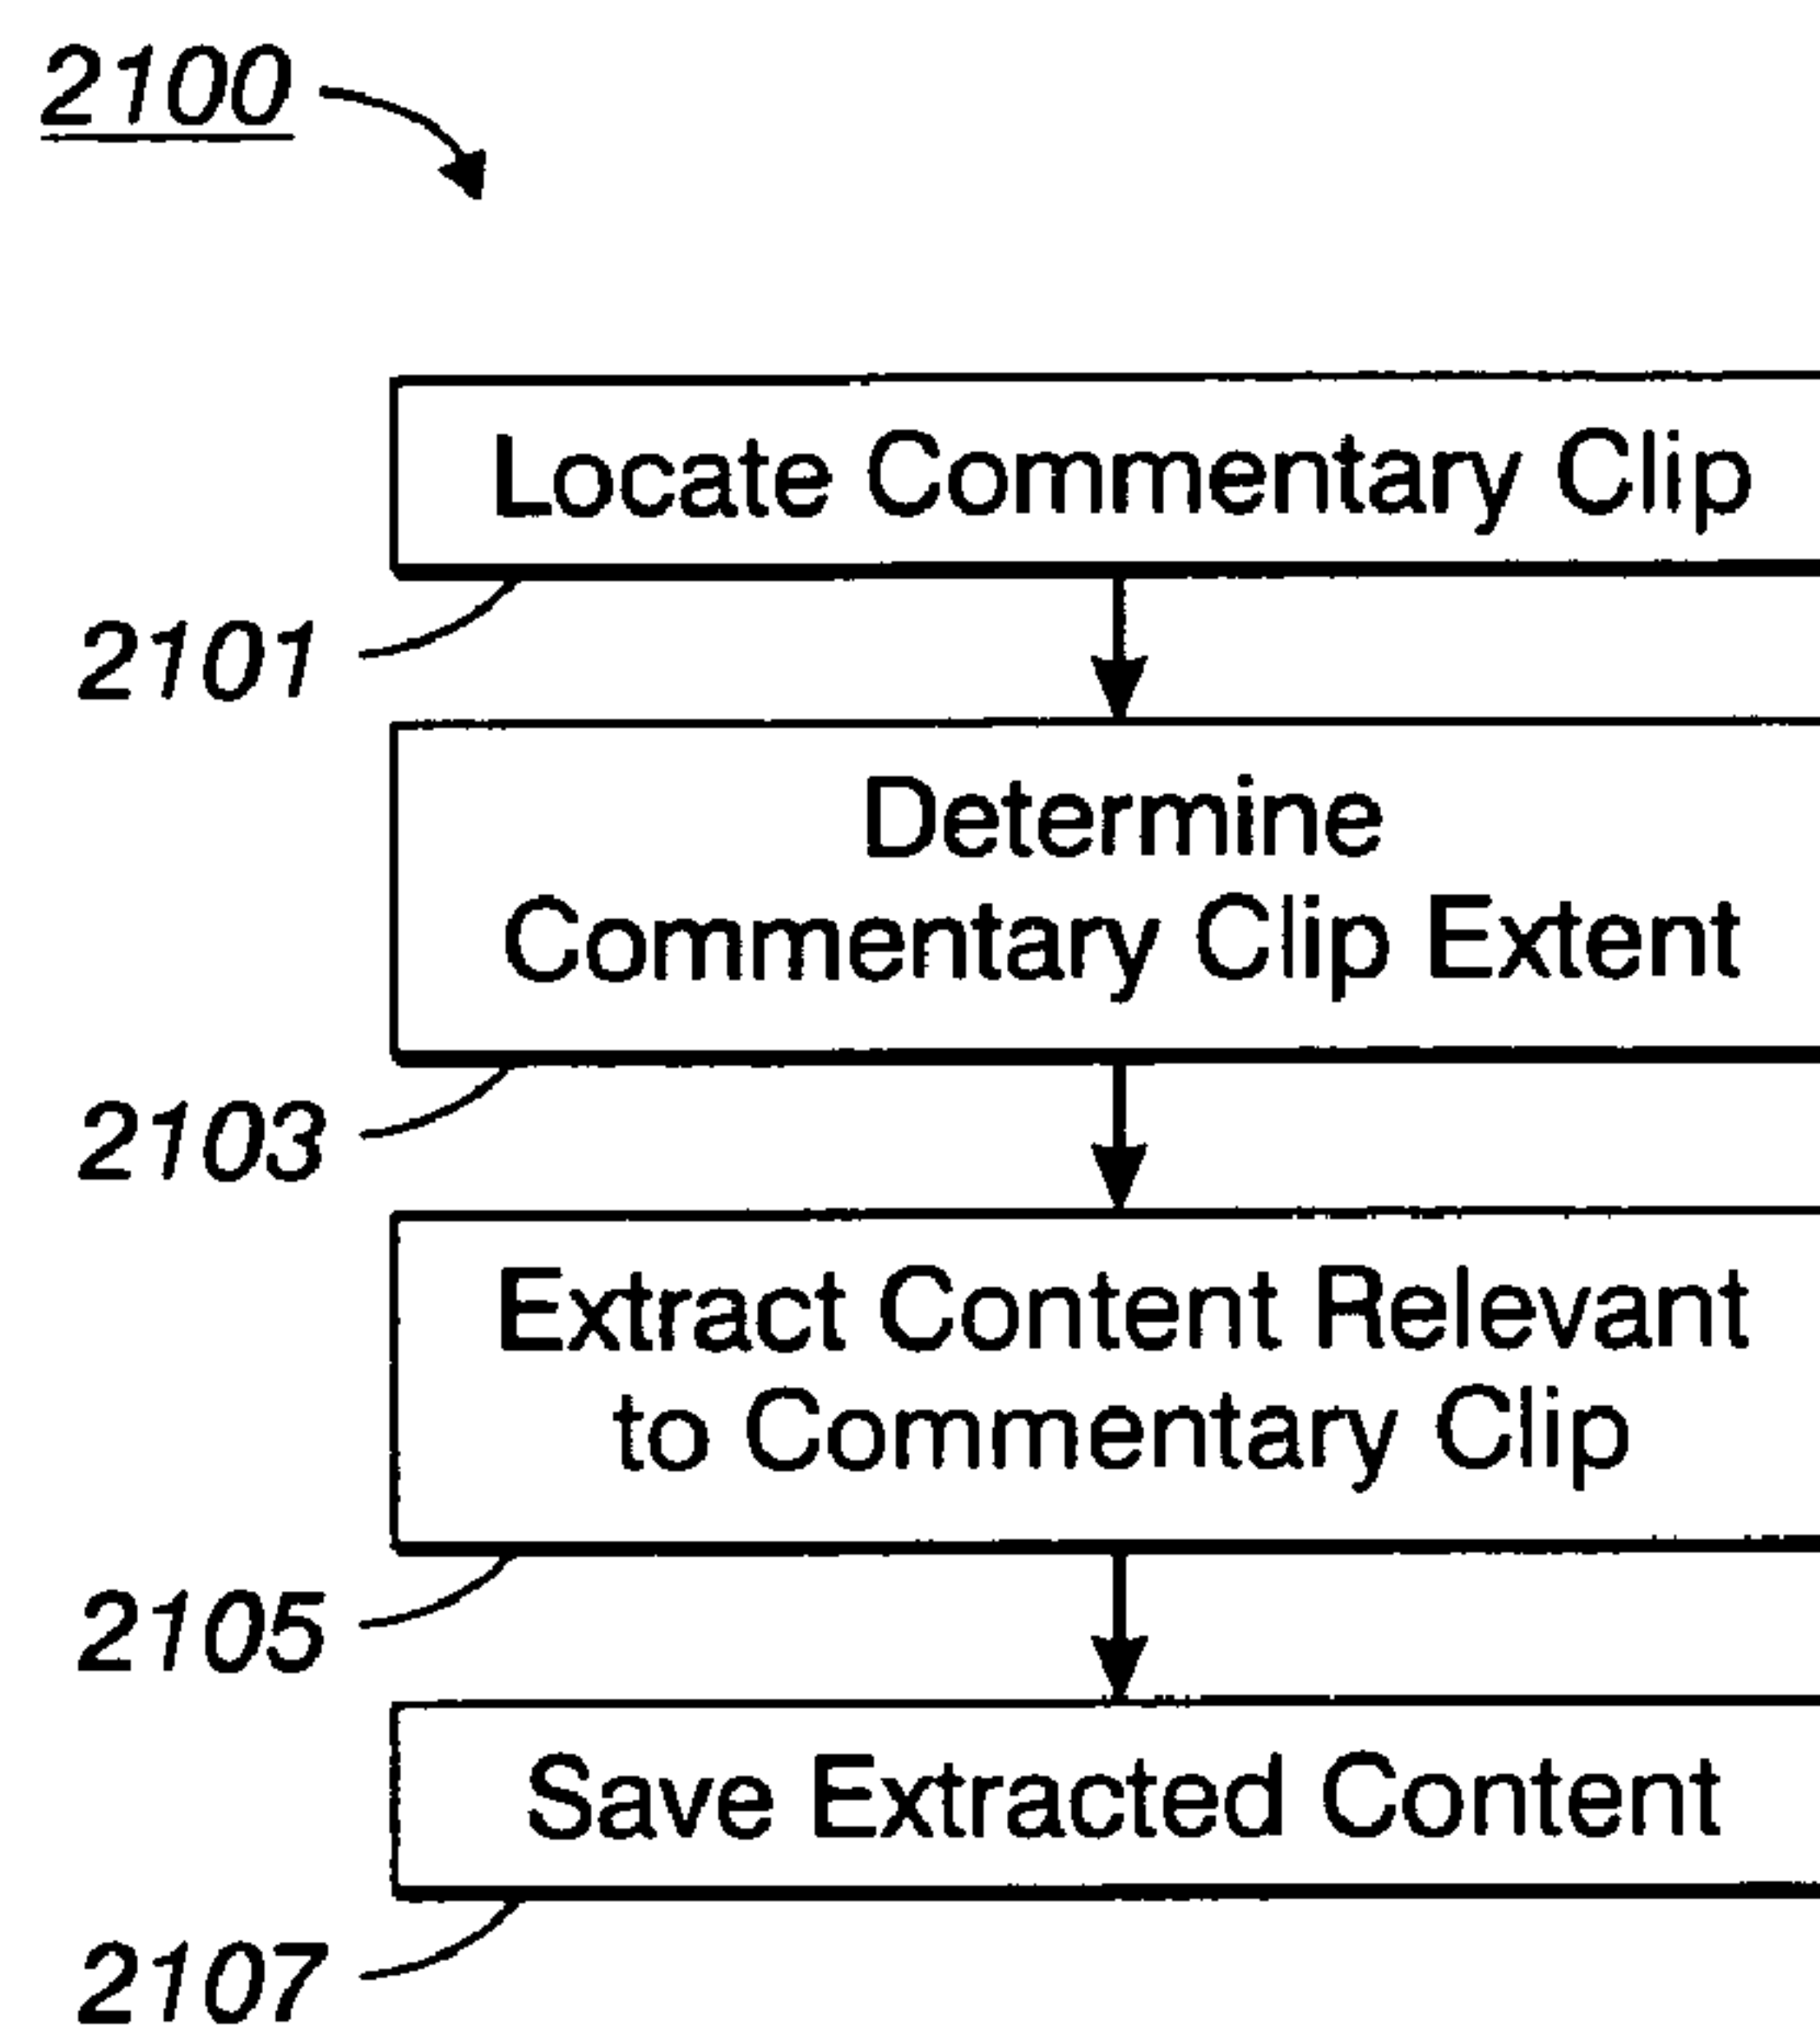 2100
Locate Commentary Clip
2101
Determine
Commentary Clip Extent
2103
Extract Content Relevant
to Commentary Clip
2105
Save Extracted Content
2107